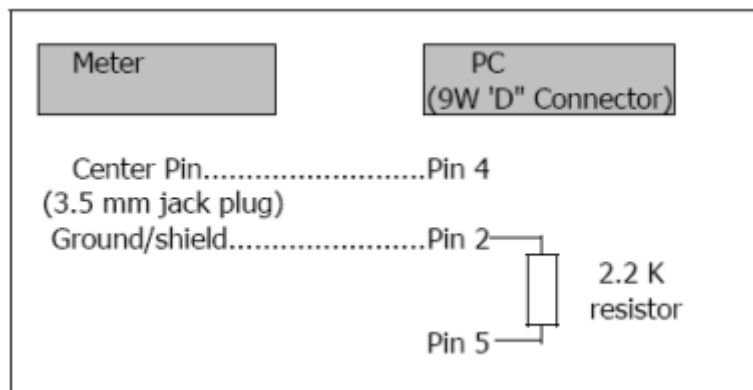 Meter
PC
(9W 'D" Connector)
Center Pin........................Pin 4
(3.5 mm jack plug)
Ground/shield.....................Pin 2
2.2 K
resistor
Pin 5